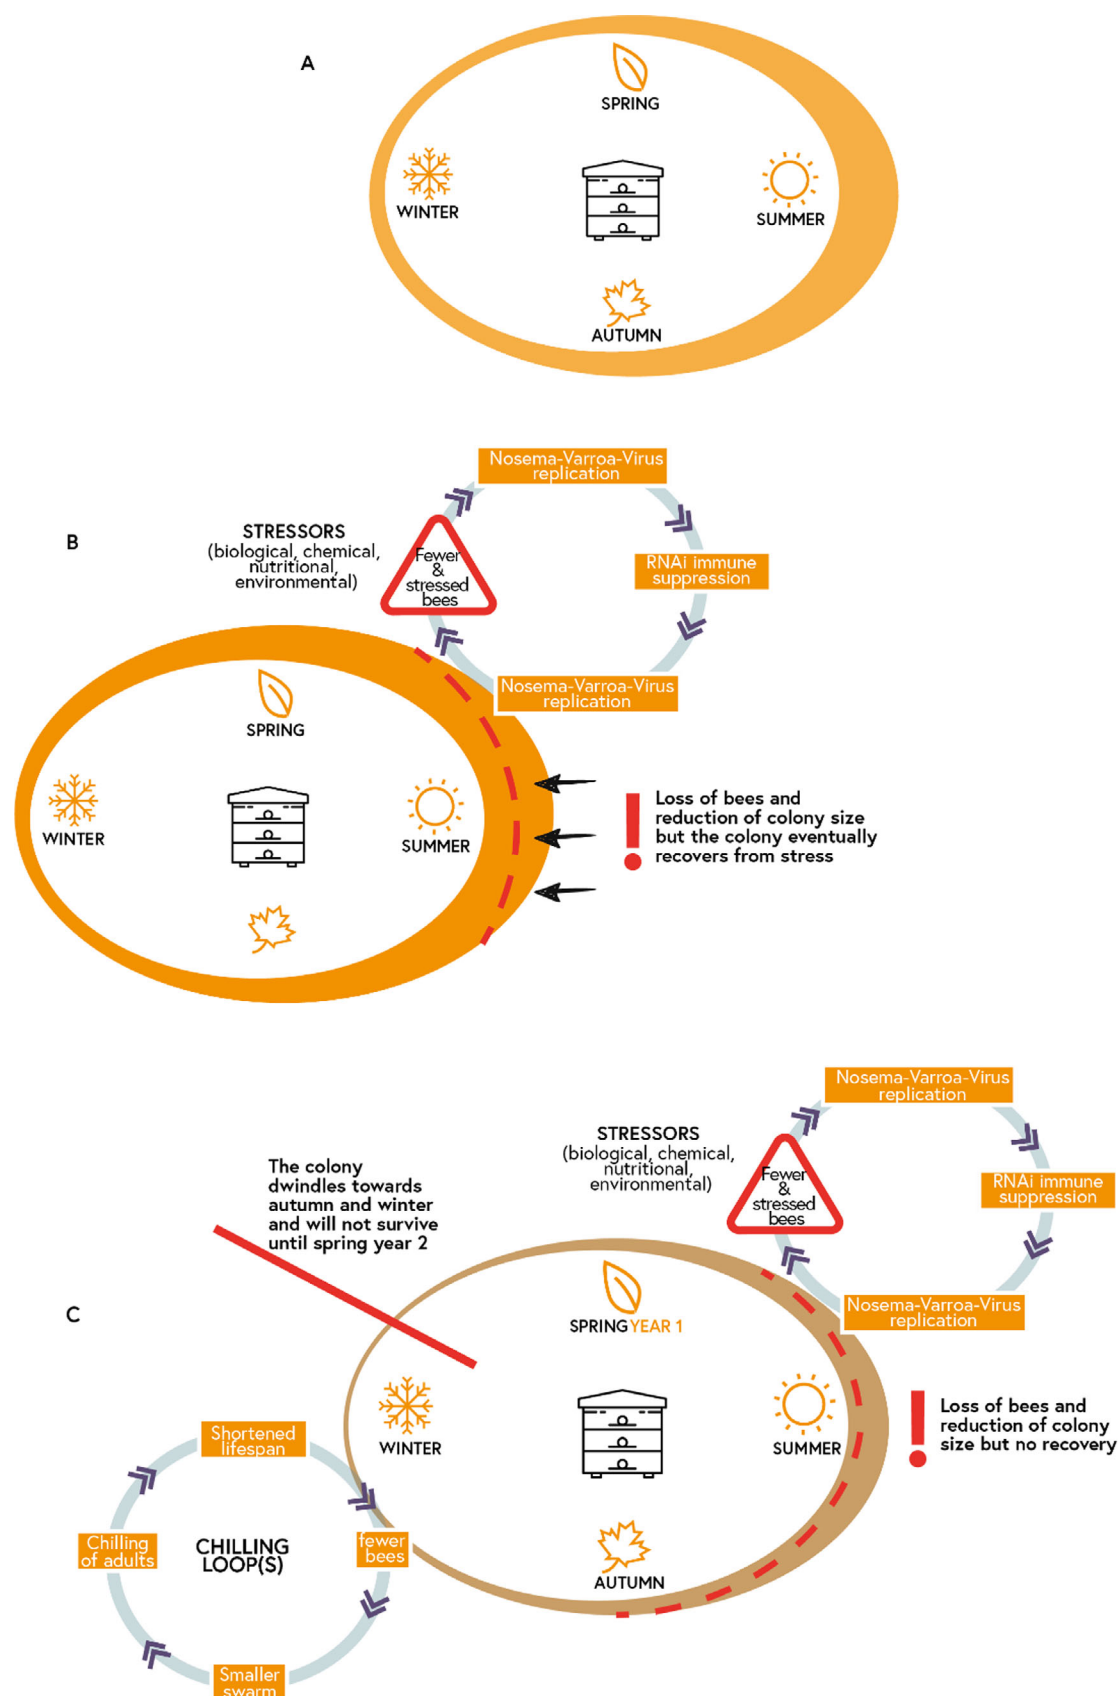 A
SPRING
WINTER
SUMMER
AUTUMN
B
Nosema-Varroa-Virus
replication
STRESSORS
(biological, chemical,
nutritional,
environmental)
Fewer
&
stressed
bees
RNAi immune
suppression
Nosema-Varroa-Virus
replication
SPRING
WINTER
SUMMER
Loss of bees and
reduction of colony size
but the colony eventually
recovers from stress
C
Nosema-Varroa-Virus
replication
STRESSORS
(biological, chemical,
nutritional,
environmental)
Fewer
&
stressed
bees
RNAi immune
suppression
Nosema-Varroa-Virus
replication
The colony
dwindles towards
autumn and winter
and will not survive
until spring year 2
SPRING YEAR 1
WINTER
SUMMER
AUTUMN
Loss of bees and
reduction of colony
size but no recovery
Shortened
lifespan
Chilling
of adults
CHILLING
LOOP(S)
fewer
bees
Smaller
swarm